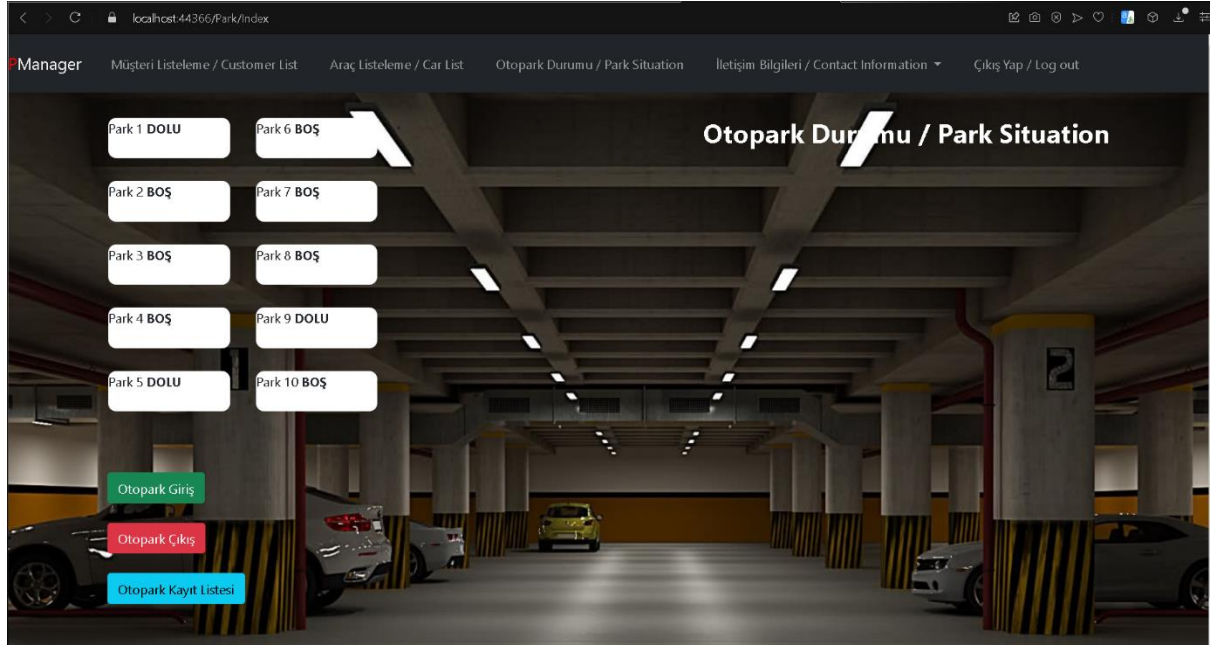 localhost:44366/Park/Index
PManager Müşteri Listeleme / Customer List Araç Listeleme / Car List Otopark Durumu / Park Situation İletişim Bilgileri / Contact Information Çıkış Yap / Log out
Otopark Durumu / Park Situation
Park 1 DOLU Park 6 BOŞ
Park 2 BOŞ Park 7 BOŞ
Park 3 BOŞ Park 8 BOŞ
Park 4 BOŞ Park 9 DOLU
Park 5 DOLU Park 10 BOŞ
1
2
Otopark Giriş
Otopark Çıkış
Otopark Kayıt Listesi